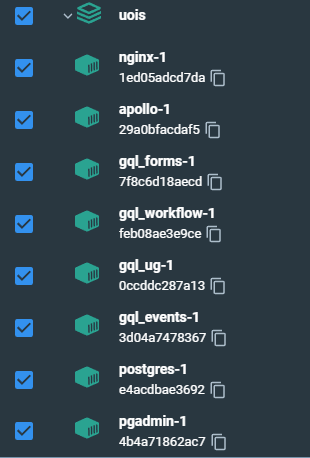 uois
nginx-1
1ed05adcd7da
apollo-1
29a0bfacdaf5
gql_forms-1
7f8c6d18aecd
gql_workflow-1
feb08ae3e9ce
gql_ug-1
0ccddc287a13
gql_events-1
3d04a7478367
postgres-1
e4acdbae3692
pgadmin-1
4b4a71862ac7